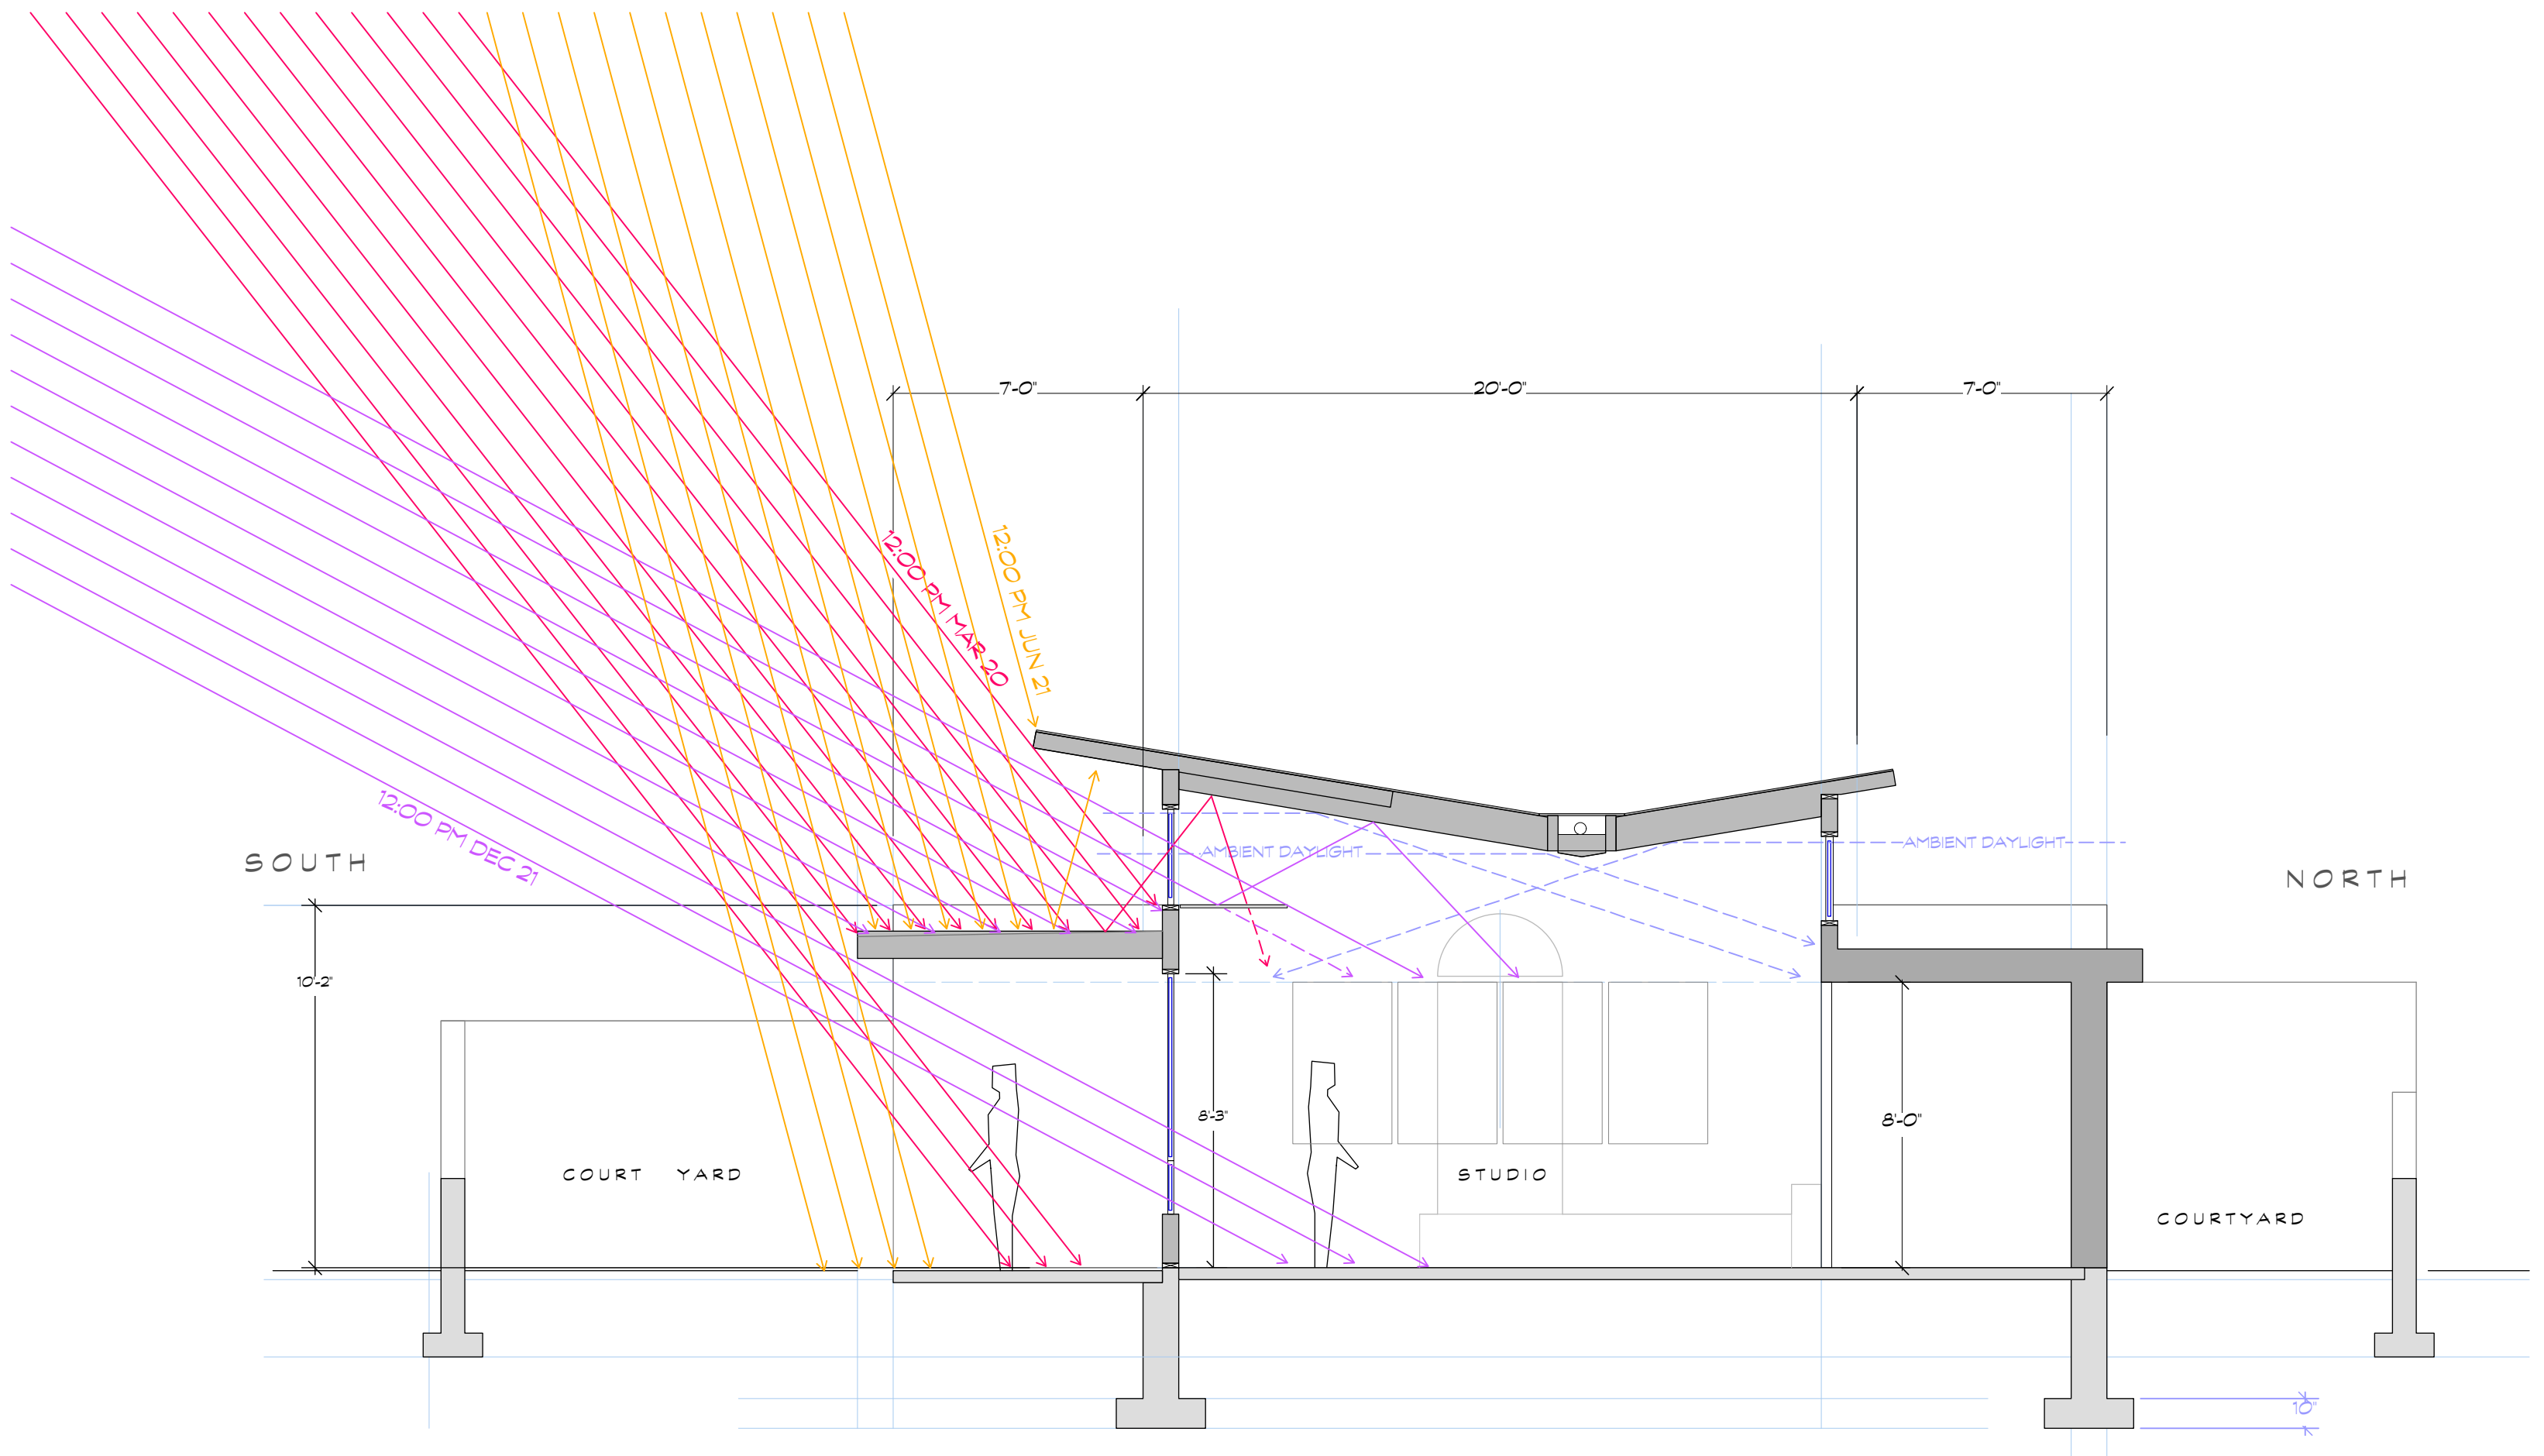 7'-0"
20'-0"
7'-0"
12:00 PM MAR 20
12:00 PM JUN 21
12:00 PM DEC 21
SOUTH
AMBIENT DAYLIGHT
AMBIENT DAYLIGHT
NORTH
10'-2"
8'-3"
8'-0"
COURT YARD
STUDIO
COURTYARD
10"